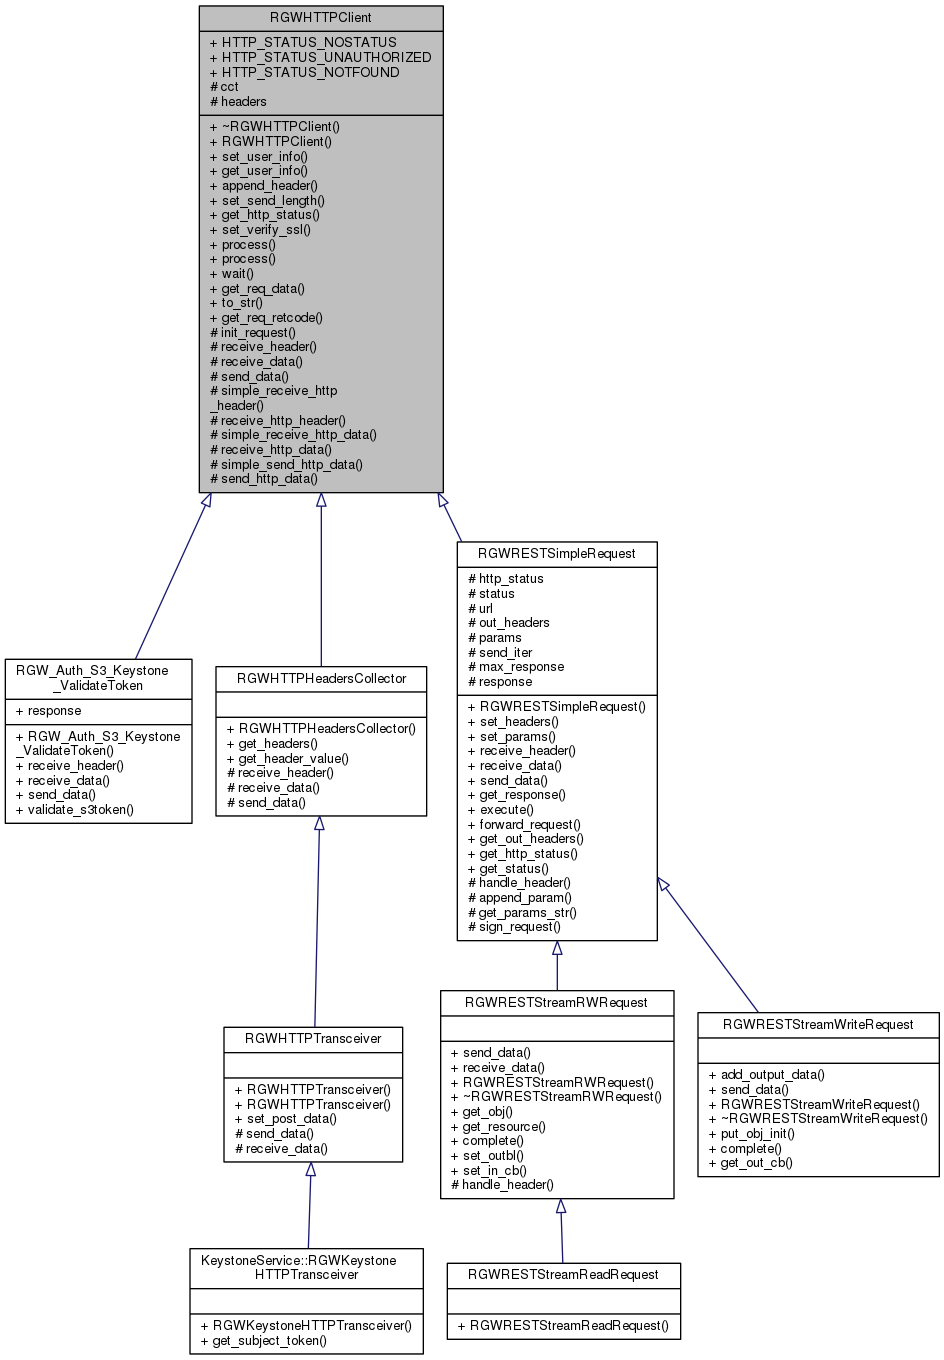 RGWHTTPClient
+ HTTP_STATUS_NOSTATUS
+ HTTP_STATUS_UNAUTHORIZED
+ HTTP_STATUS_NOTFOUND
# cct
# headers
+ ~RGWHTTPClient()
+ RGWHTTPClient()
+ set_user_info()
+ get_user_info()
+ append_header()
+ set_send_length()
+ get_http_status()
+ set_verify_ssl()
+ process()
+ process()
+ wait()
+ get_req_data()
+ to_str()
+ get_req_retcode()
# init_request()
# receive_header()
# receive_data()
# send_data()
# simple_receive_http
_header()
# receive_http_header()
# simple_receive_http_data()
# receive_http_data()
# simple_send_http_data()
# send_http_data()
RGW_Auth_S3_Keystone
_ValidateToken
+ response
+ RGW_Auth_S3_Keystone
_ValidateToken()
+ receive_header()
+ receive_data()
+ send_data()
+ validate_s3token()
RGWHTTPHeadersCollector
+ RGWHTTPHeadersCollector()
+ get_headers()
+ get_header_value()
# receive_header()
# receive_data()
# send_data()
RGWRESTSimpleRequest
# http_status
# status
# url
# out_headers
# params
# send_iter
# max_response
# response
+ RGWRESTSimpleRequest()
+ set_headers()
+ set_params()
+ receive_header()
+ receive_data()
+ send_data()
+ get_response()
+ execute()
+ forward_request()
+ get_out_headers()
+ get_http_status()
+ get_status()
# handle_header()
# append_param()
# get_params_str()
# sign_request()
RGWHTTPTransceiver
+ RGWHTTPTransceiver()
+ RGWHTTPTransceiver()
+ set_post_data()
# send_data()
# receive_data()
RGWRESTStreamRWRequest
+ send_data()
+ receive_data()
+ RGWRESTStreamRWRequest()
+ ~RGWRESTStreamRWRequest()
+ get_obj()
+ get_resource()
+ complete()
+ set_outbl()
+ set_in_cb()
# handle_header()
RGWRESTStreamWriteRequest
+ add_output_data()
+ send_data()
+ RGWRESTStreamWriteRequest()
+ ~RGWRESTStreamWriteRequest()
+ put_obj_init()
+ complete()
+ get_out_cb()
KeystoneService::RGWKeystone
HTTPTransceiver
+ RGWKeystoneHTTPTransceiver()
+ get_subject_token()
RGWRESTStreamReadRequest
+ RGWRESTStreamReadRequest()